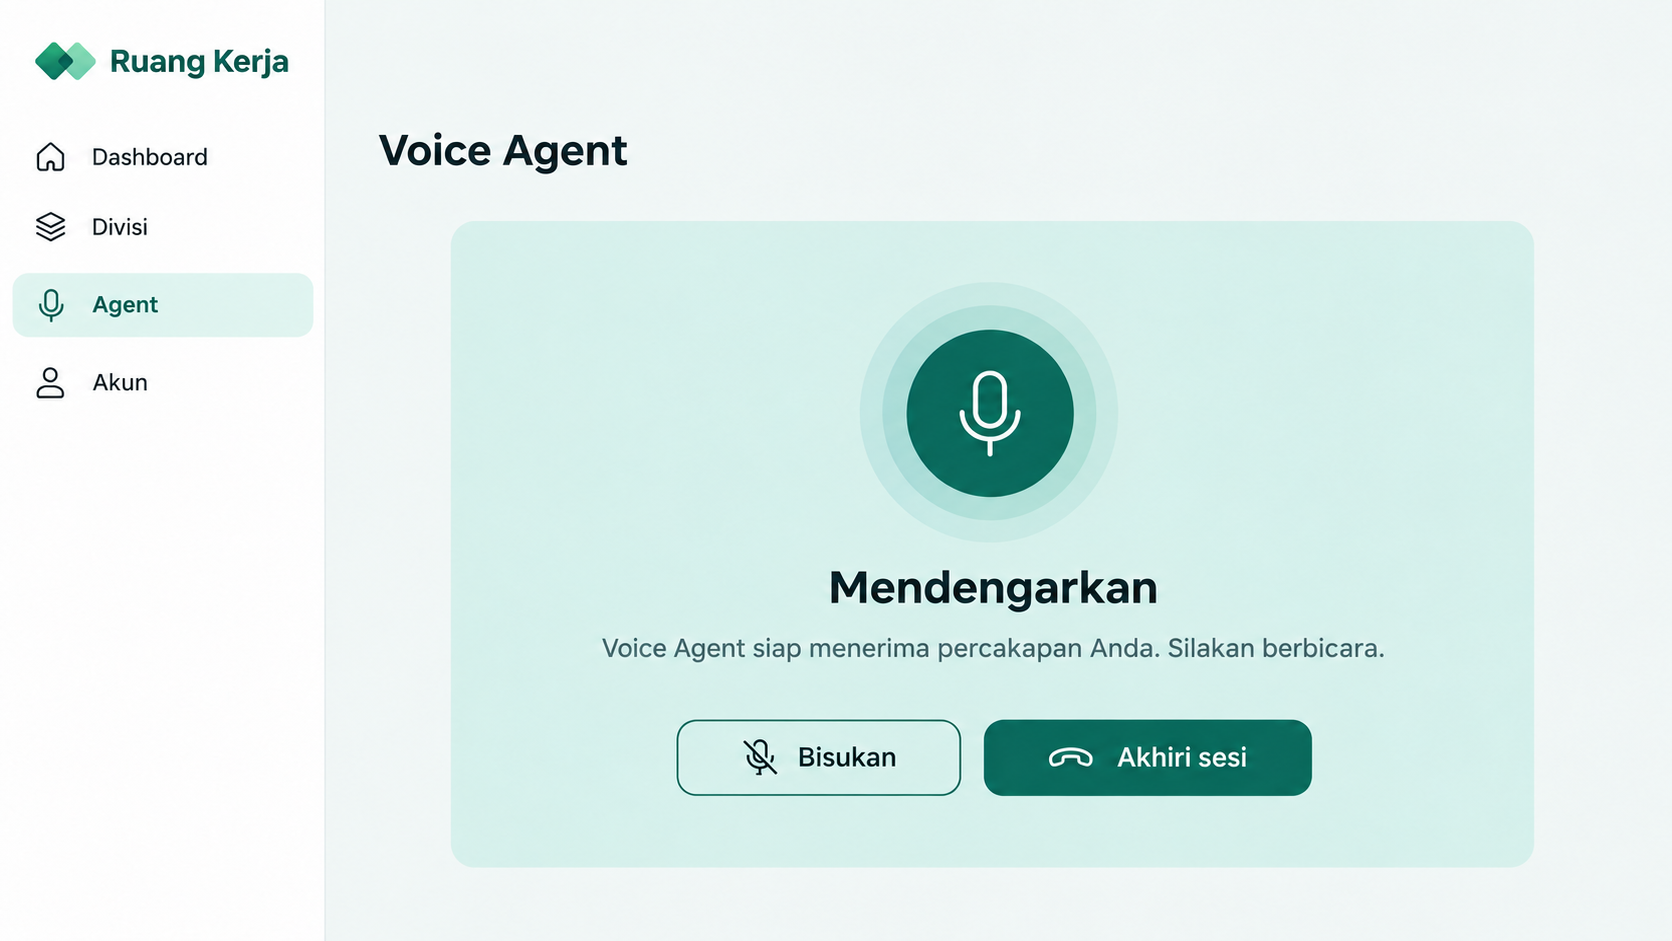 Ruang Kerja
Dashboard
Divisi
Agent
Akun
Voice Agent
Mendengarkan
Voice Agent siap menerima percakapan Anda. Silakan berbicara.
Bisukan
Akhiri sesi